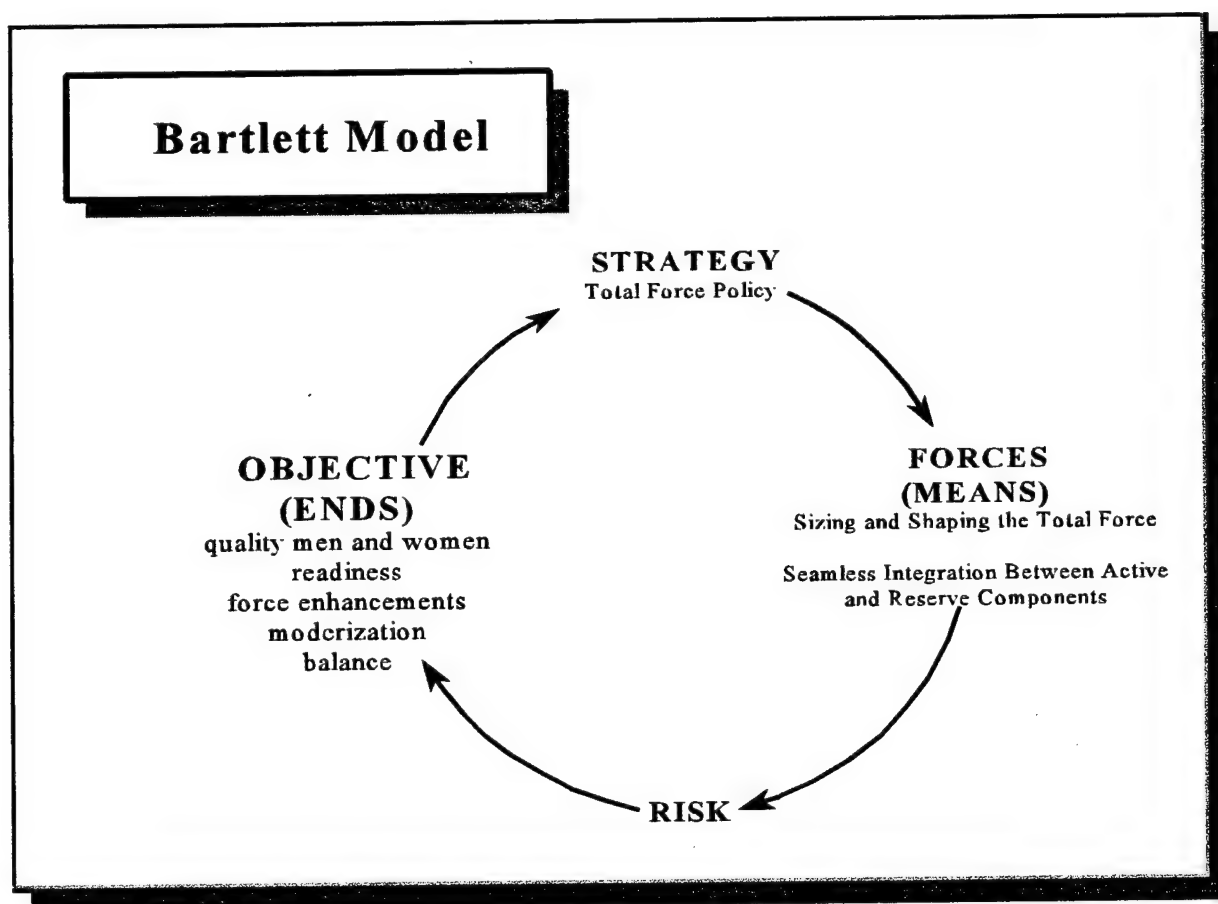 Bartlett Model
STRATEGY
Total Force Policy
OBJECTIVE
(ENDS)
quality men and women
readiness
force enhancements
moderization
balance
FORCES
(MEANS)
Sizing and Shaping the Total Force
Seamless Integration Between Active
and Reserve Components
RISK